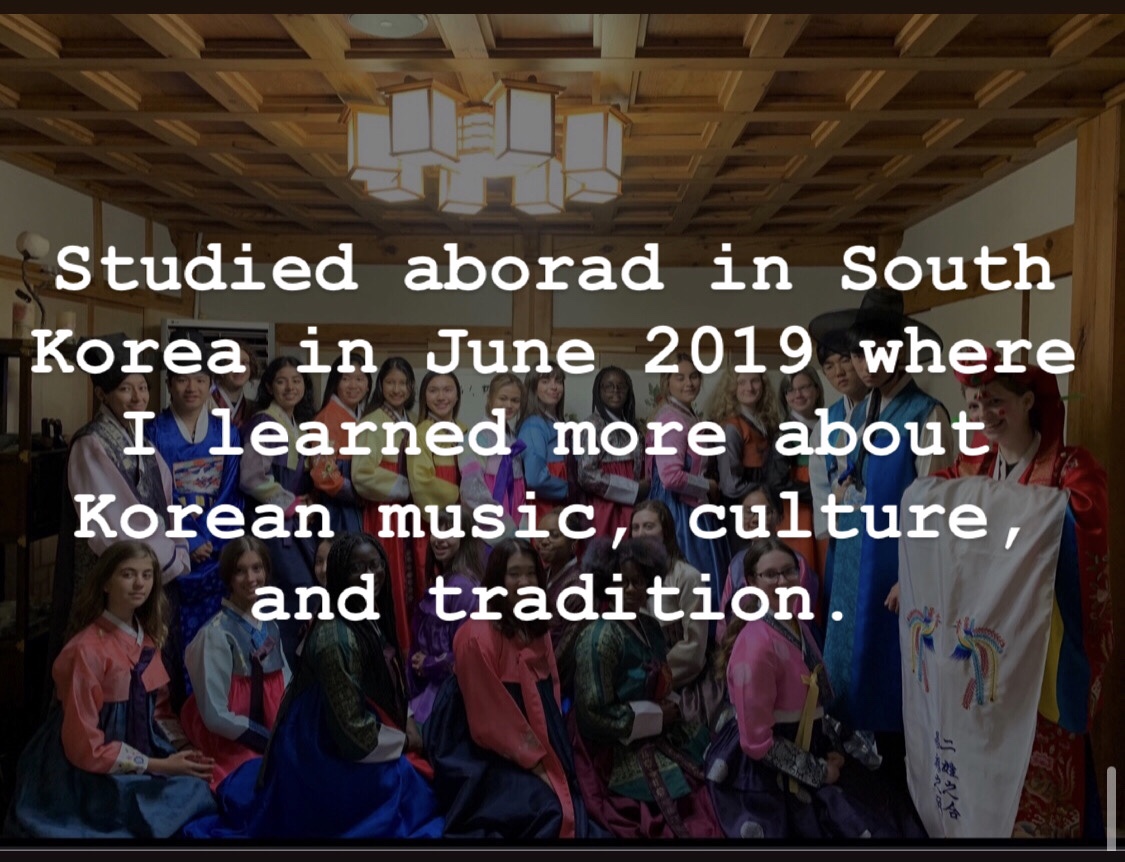 Studied aborad in South
Korea in June 2019 where
I learned more about
Korean music, culture,
and tradition.